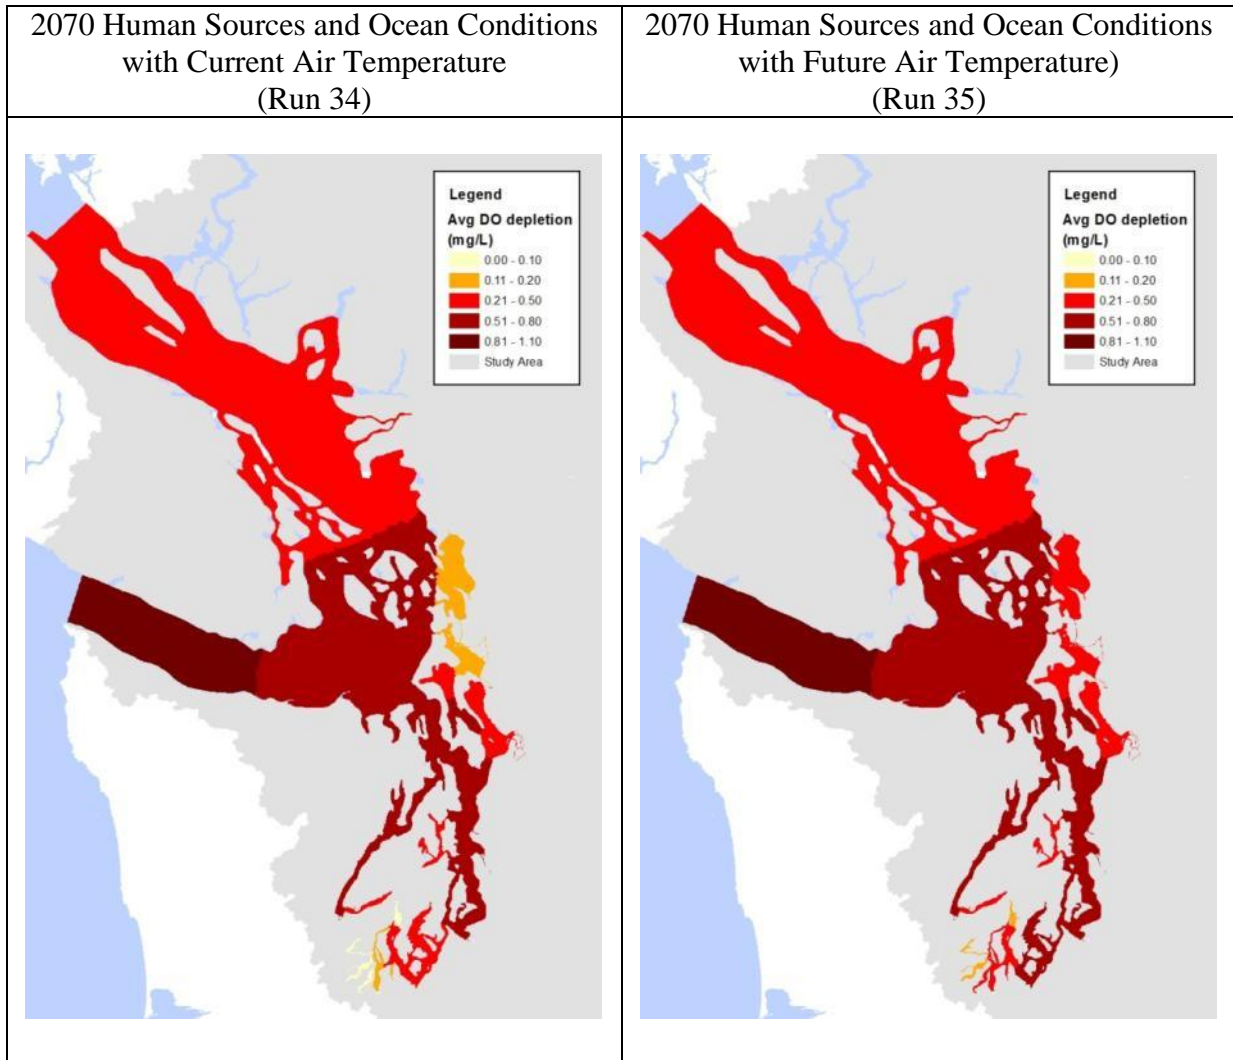 2070 Human Sources and Ocean Conditions
with Current Air Temperature
(Run 34)
2070 Human Sources and Ocean Conditions
with Future Air Temperature)
(Run 35)
Legend
Avg DO depletion
(mg/L)
0.00 - 0.10
0.11 - 0.20
0.21 - 0.50
0.51 - 0.80
0.81 - 1.10
Study Area
Legend
Avg DO depletion
(mg/L)
0.00 - 0.10
0.11 - 0.20
0.21 - 0.50
0.51 - 0.80
0.81 - 1.10
Study Area